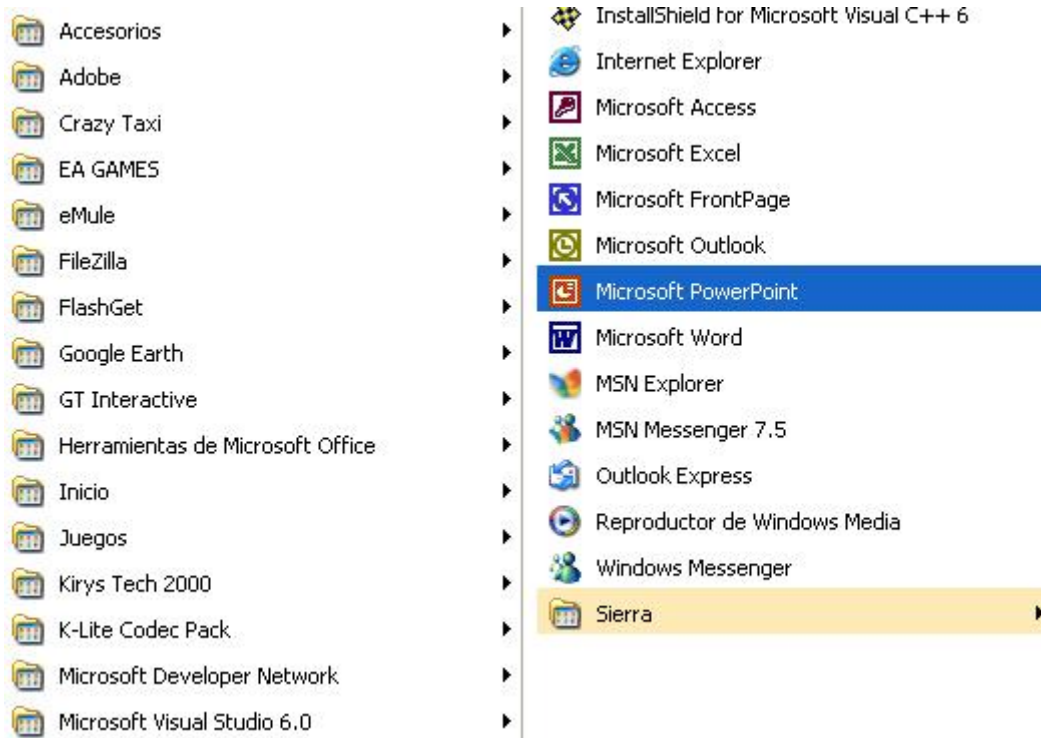 Accesorios
Adobe
Crazy Taxi
EA GAMES
eMule
FileZilla
FlashGet
Google Earth
GT Interactive
Herramientas de Microsoft Office
Inicio
Juegos
Kirys Tech 2000
K-Lite Codec Pack
Microsoft Developer Network
Microsoft Visual Studio 6.0
InstallShield for Microsoft Visual C++ 6
Internet Explorer
Microsoft Access
Microsoft Excel
Microsoft FrontPage
Microsoft Outlook
Microsoft PowerPoint
Microsoft Word
MSN Explorer
MSN Messenger 7.5
Outlook Express
Reproductor de Windows Media
Windows Messenger
Sierra